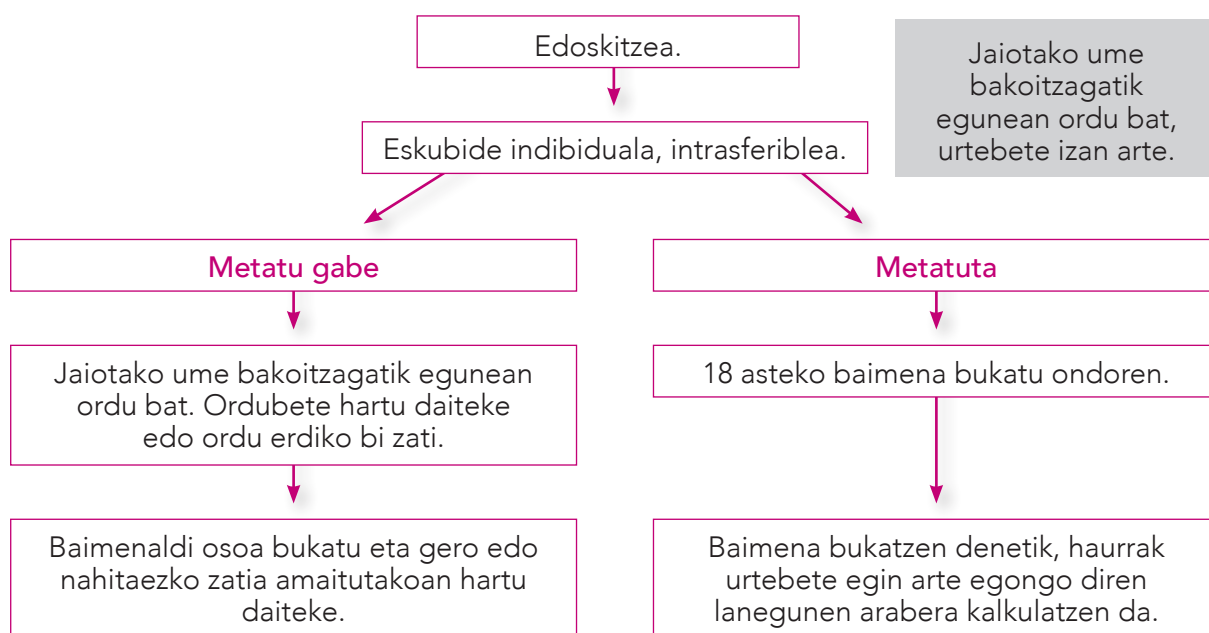 Edoskitzea.
Jaiotako ume
bakoitzagatik
egunean ordu bat,
urtebete izan arte.
Eskubide indibiduala, intrasferiblea.
Metatu gabe
Jaiotako ume bakoitzagatik egunean
ordu bat. Ordubete hartu daiteke
edo ordu erdiko bi zati.
Baimenaldi osoa bukatu eta gero edo
nahitaezko zatia amaitutakoan hartu
daiteke.
Metatuta
18 asteko baimena bukatu ondoren.
Baimena bukatzen denetik, haurrak
urtebete egin arte egongo diren
lanegunen arabera kalkulatzen da.